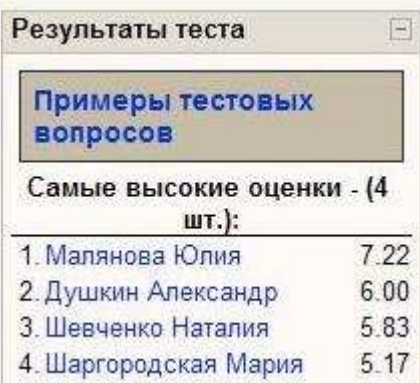 Результаты теста
Примеры тестовых
вопросов
Самые высокие оценки - (4
шт.):
1. Малянова Юлия 7.22
2. Душкин Александр 6.00
3. Шевченко Наталия 5.83
4. Шаргородская Мария 5.17